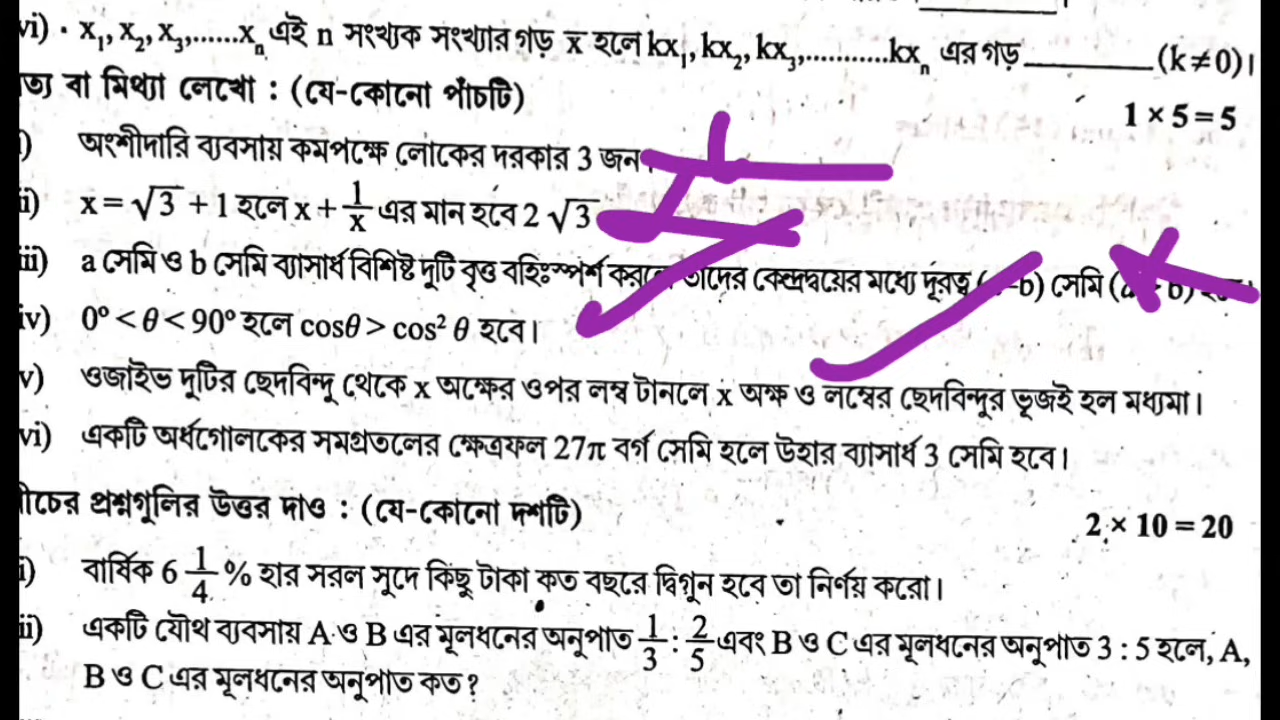 vi) · x₁, x₂, x₃,......xₙ এই n সংখ্যক সংখ্যার গড় x̄ হলে kx₁, kx₂, kx₃,...........kxₙ এর গড় __________ (k≠0)।
ত্য বা মিথ্যা লেখো : (যে-কোনো পাঁচটি) 1 × 5 = 5
i) অংশীদারি ব্যবসায় কমপক্ষে লোকের দরকার 3 জন।
ii) x = √3 + 1 হলে x + 1/x এর মান হবে 2 √3
iii) a সেমি ও b সেমি ব্যাসার্ধ বিশিষ্ট দুটি বৃত্ত বহিঃস্পর্শ করলে তাদের কেন্দ্রদ্বয়ের মধ্যে দূরত্ব b) সেমি b)
iv) 0° < θ < 90° হলে cosθ > cos² θ হবে।
v) ওজাইভ দুটির ছেদবিন্দু থেকে x অক্ষের ওপর লম্ব টানলে x অক্ষ ও লম্বের ছেদবিন্দুর ভূজই হল মধ্যমা।
vi) একটি অর্ধগোলকের সমগ্রতলের ক্ষেত্রফল 27π বর্গ সেমি হলে উহার ব্যাসার্ধ 3 সেমি হবে।
ীচের প্রশ্নগুলির উত্তর দাও : (যে-কোনো দশটি) 2 × 10 = 20
i) বার্ষিক 6 1/4 % হার সরল সুদে কিছু টাকা কত বছরে দ্বিগুন হবে তা নির্ণয় করো।
ii) একটি যৌথ ব্যবসায় A ও B এর মূলধনের অনুপাত 1/3 : 2/5 এবং B ও C এর মূলধনের অনুপাত 3 : 5 হলে, A,
B ও C এর মূলধনের অনুপাত কত?